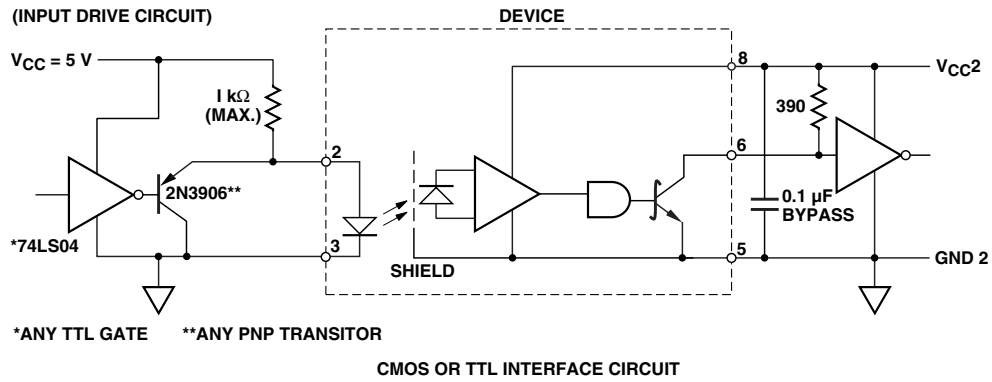 (INPUT DRIVE CIRCUIT)
DEVICE
VCC = 5 V
8
VCC2
I kΩ
(MAX.)
390
2
6
2N3906**
0.1 µF
BYPASS
*74LS04
3
5
SHIELD
GND 2
*ANY TTL GATE **ANY PNP TRANSITOR
CMOS OR TTL INTERFACE CIRCUIT